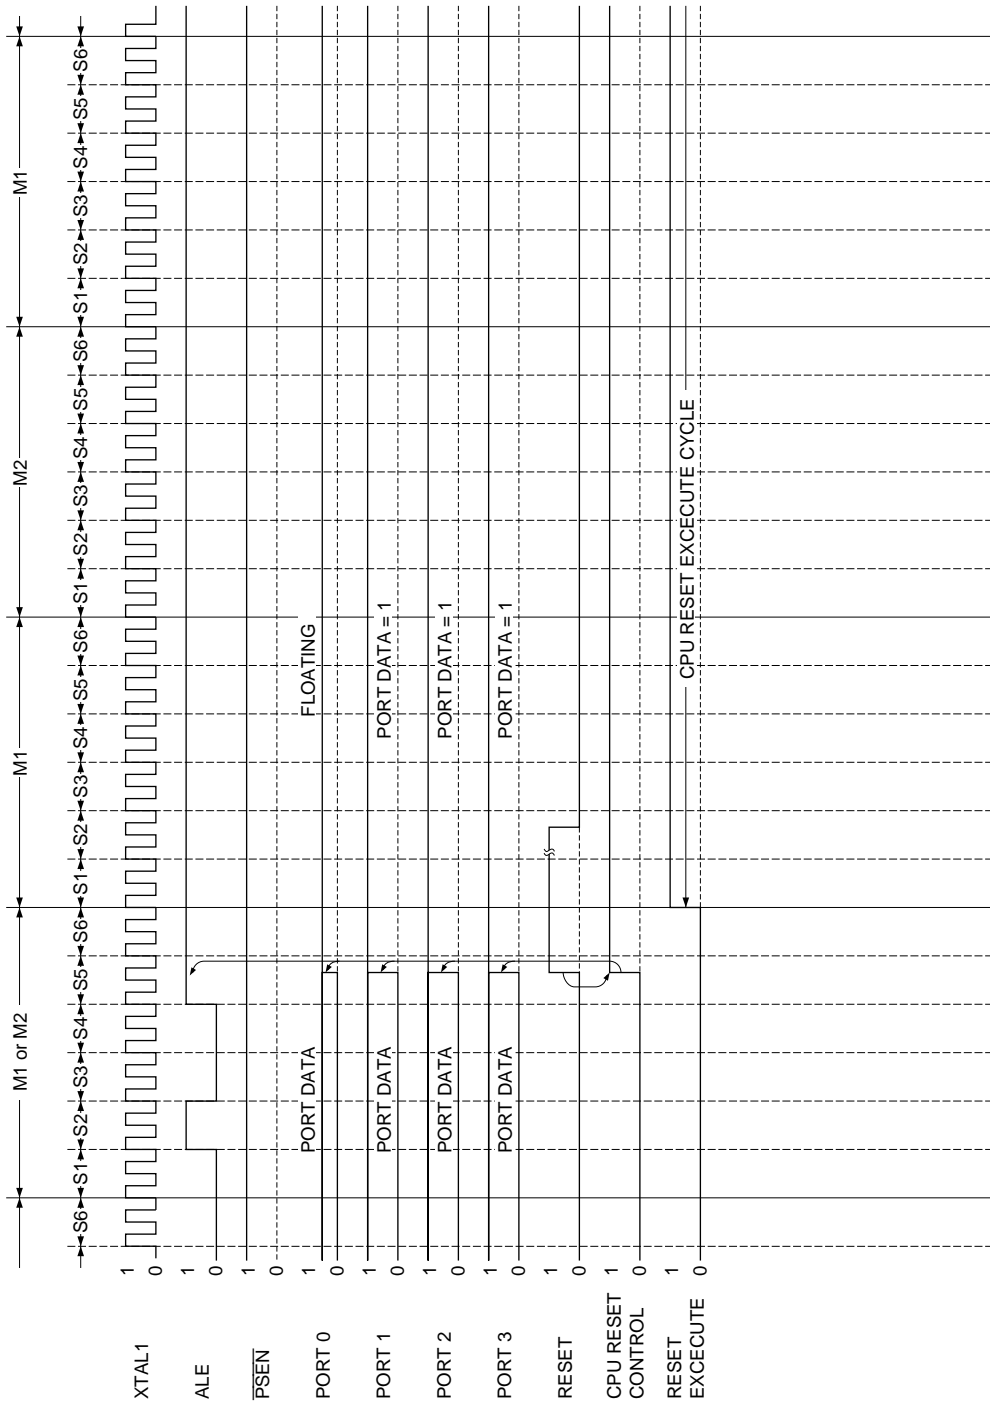 M1 or M2 M1 M2 M1
S6 S1 S2 S3 S4 S5 S6 S1 S2 S3 S4 S5 S6 S1 S2 S3 S4 S5 S6 S1 S2 S3 S4 S5 S6
XTAL1 1 0
ALE 1 0
PSEN 1 0
PORT 0 1 0 PORT DATA FLOATING
PORT 1 1 0 PORT DATA PORT DATA = 1
PORT 2 1 0 PORT DATA PORT DATA = 1
PORT 3 1 0 PORT DATA PORT DATA = 1
RESET 1 0
CPU RESET 1
CONTROL 0
RESET 1 CPU RESET EXCECUTE CYCLE
EXCECUTE 0